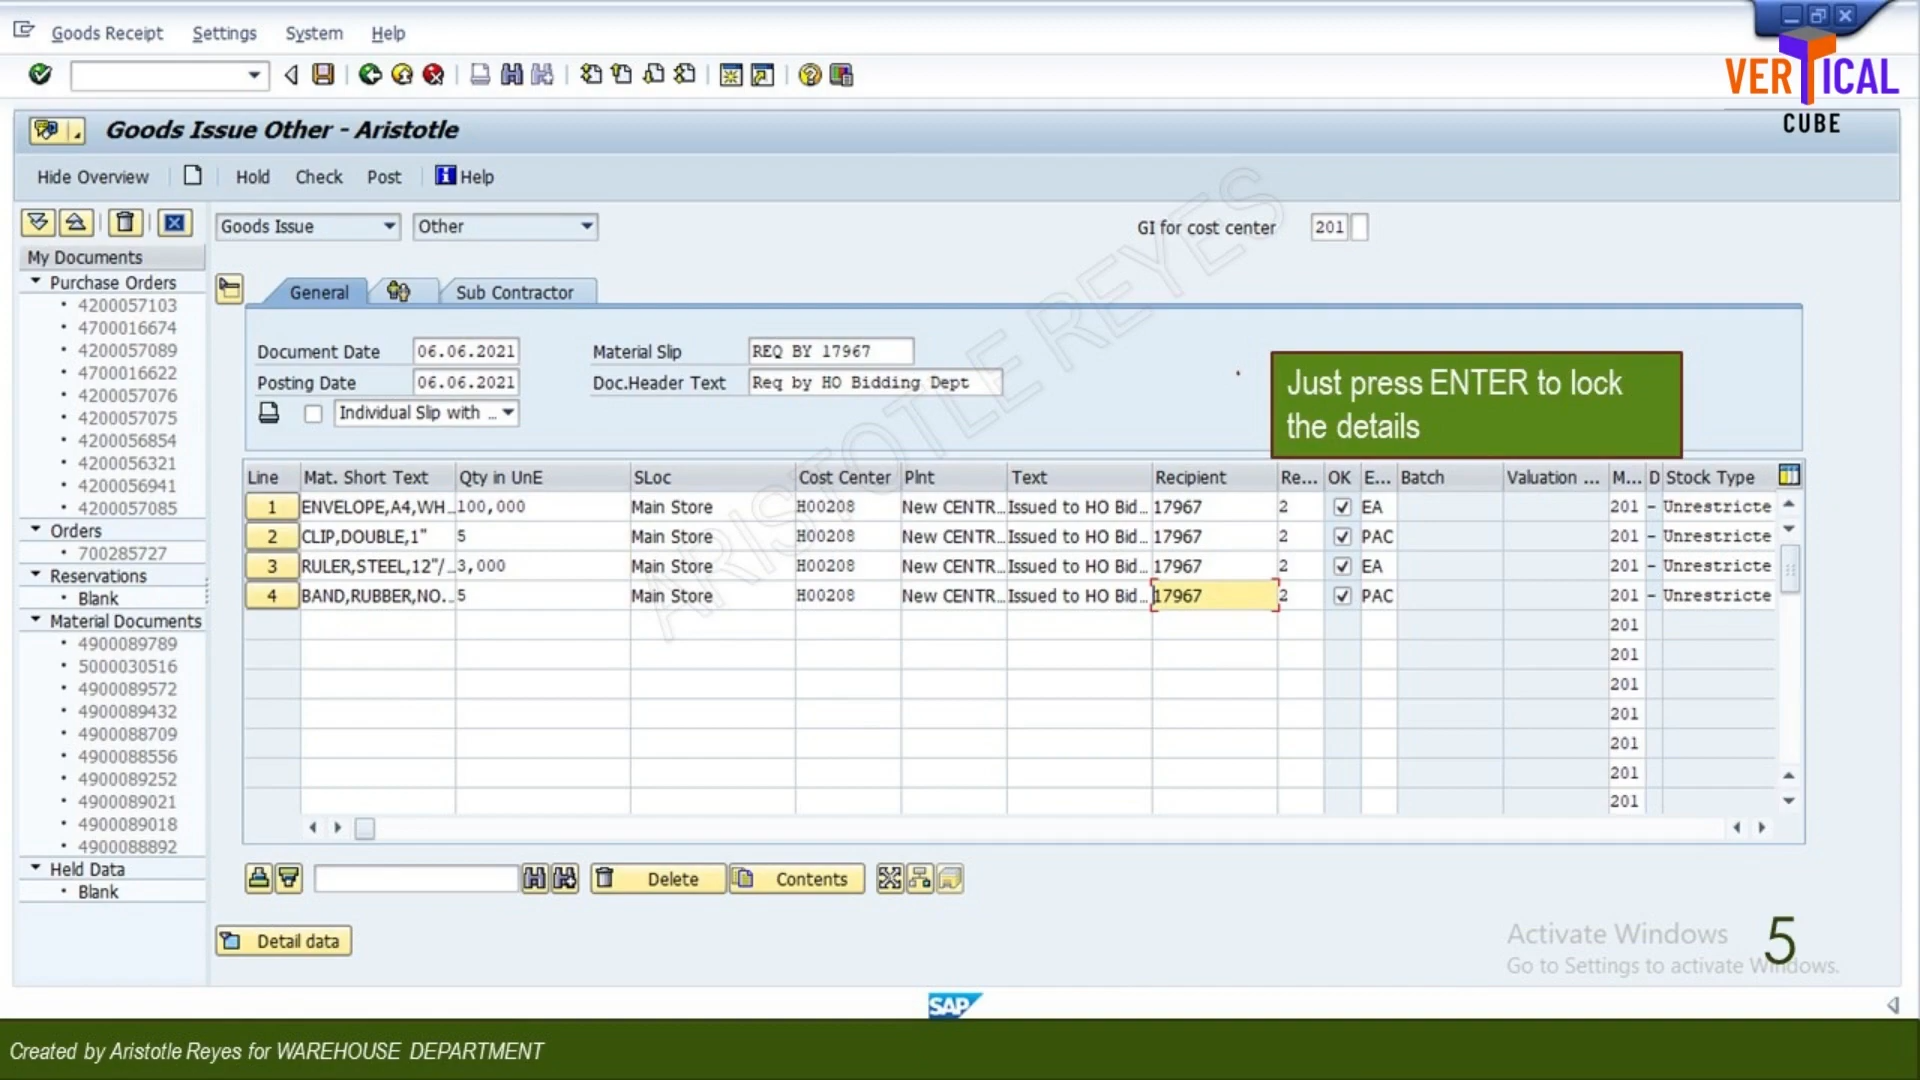 Goods Receipt Settings System Help
VERTICAL
CUBE
Goods Issue Other - Aristotle
Hide Overview Hold Check Post Help
Goods Issue Other GI for cost center 201
My Documents
Purchase Orders
4200057103
4700016674
4200057089
4700016622
4200057076
4200057075
4200056854
4200056321
4200056941
4200057085
Orders
700285727
Reservations
Blank
Material Documents
4900089789
5000030516
4900089572
4900089432
4900088709
4900088556
4900089252
4900089021
4900089018
4900088892
Held Data
Blank
General Sub Contractor
Document Date 06.06.2021 Material Slip REQ BY 17967
Posting Date 06.06.2021 Doc.Header Text Req by HO Bidding Dept
Individual Slip with ...
Just press ENTER to lock
the details
ARISTOTLE REYES
Line Mat. Short Text Qty in UnE SLoc Cost Center Plnt Text Recipient Re... OK E... Batch Valuation ... M... D Stock Type
1 ENVELOPE,A4,WH... 100,000 Main Store H00208 New CENTR... Issued to HO Bid... 17967 2 EA 201 - Unrestricte
2 CLIP,DOUBLE,1" 5 Main Store H00208 New CENTR... Issued to HO Bid... 17967 2 PAC 201 - Unrestricte
3 RULER,STEEL,12"/... 3,000 Main Store H00208 New CENTR... Issued to HO Bid... 17967 2 EA 201 - Unrestricte
4 BAND,RUBBER,NO... 5 Main Store H00208 New CENTR... Issued to HO Bid... 17967 2 PAC 201 - Unrestricte
201
201
201
201
201
201
201
Delete Contents
Detail data
Activate Windows
Go to Settings to activate Windows.
5
SAP
Created by Aristotle Reyes for WAREHOUSE DEPARTMENT